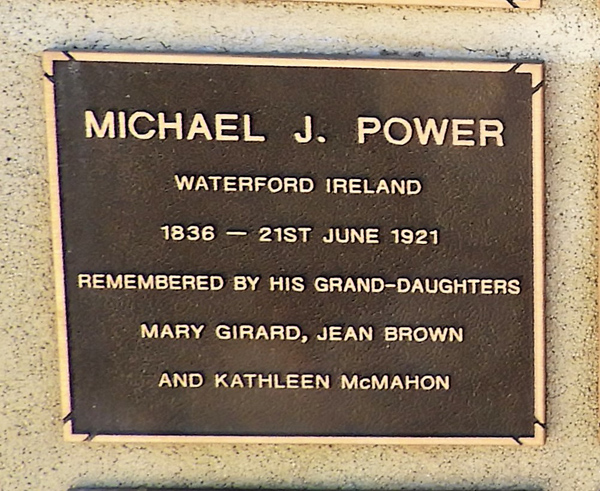 MICHAEL J. POWER
WATERFORD IRELAND
1836 — 21ST JUNE 1921
REMEMBERED BY HIS GRAND-DAUGHTERS
MARY GIRARD, JEAN BROWN
AND KATHLEEN McMAHON